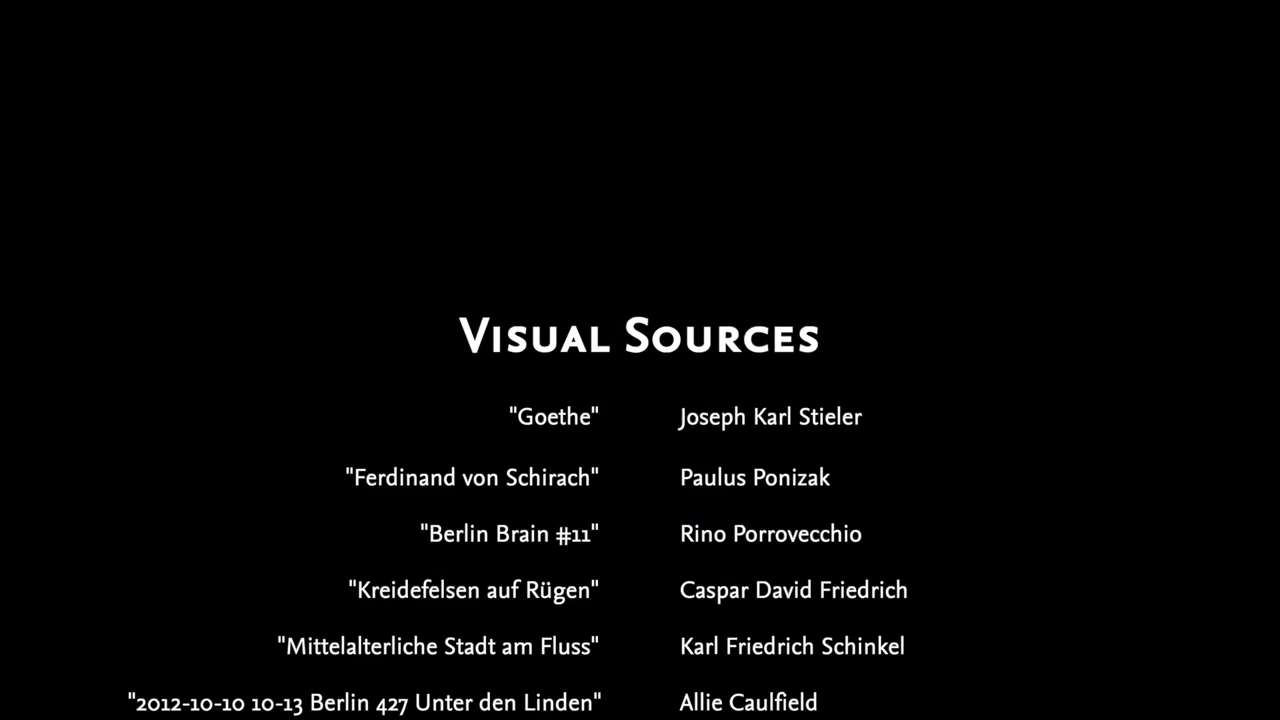 Visual Sources
"Goethe" Joseph Karl Stieler
"Ferdinand von Schirach" Paulus Ponizak
"Berlin Brain #11" Rino Porrovecchio
"Kreidefelsen auf Rügen" Caspar David Friedrich
"Mittelalterliche Stadt am Fluss" Karl Friedrich Schinkel
"2012-10-10 10-13 Berlin 427 Unter den Linden" Allie Caulfield